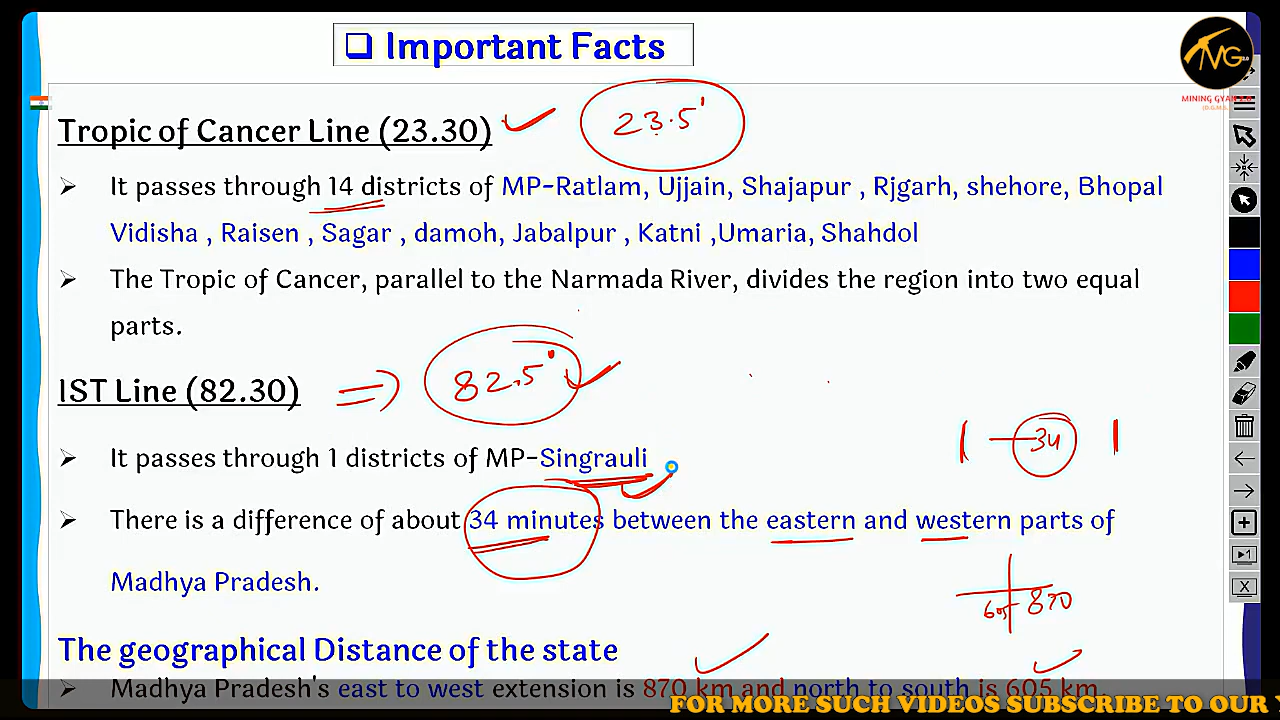 ❑ Important Facts
MINING GYAN 2.0
Tropic of Cancer Line (23.30)
23.5°
➢ It passes through 14 districts of MP-Ratlam, Ujjain, Shajapur , Rjgarh, shehore, Bhopal
Vidisha , Raisen , Sagar , damoh, Jabalpur , Katni ,Umaria, Shahdol
➢ The Tropic of Cancer, parallel to the Narmada River, divides the region into two equal
parts.
IST Line (82.30) ⇒ 82.5°
34
➢ It passes through 1 districts of MP-Singrauli
➢ There is a difference of about 34 minutes between the eastern and western parts of
Madhya Pradesh.
605 870
The geographical Distance of the state
➢ Madhya Pradesh's east to west extension is 870 km and north to south is 605 km.
FOR MORE SUCH VIDEOS SUBSCRIBE TO OUR